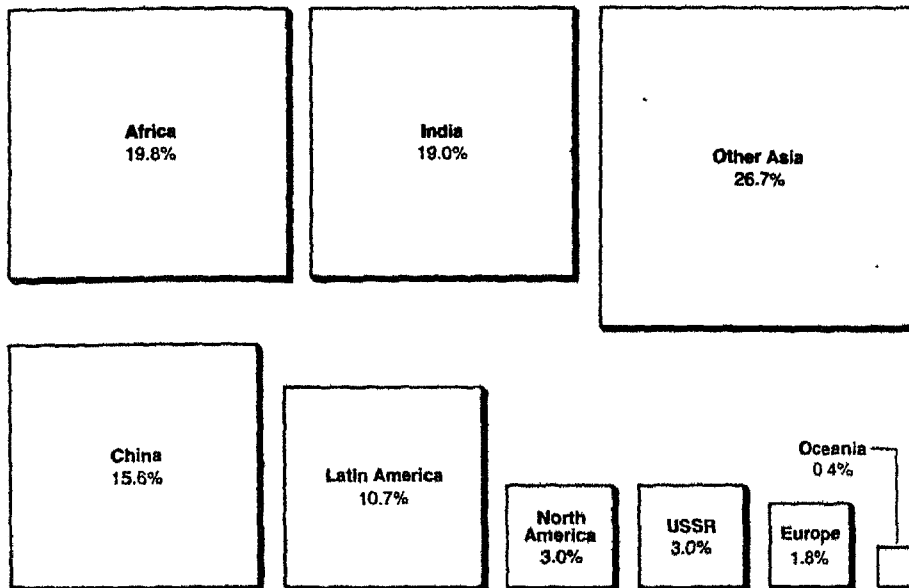 Africa
19.8%
India
19.0%
Other Asia
26.7%
China
15.6%
Latin America
10.7%
North
America
3.0%
USSR
3.0%
Europe
1.8%
Oceania
0 4%